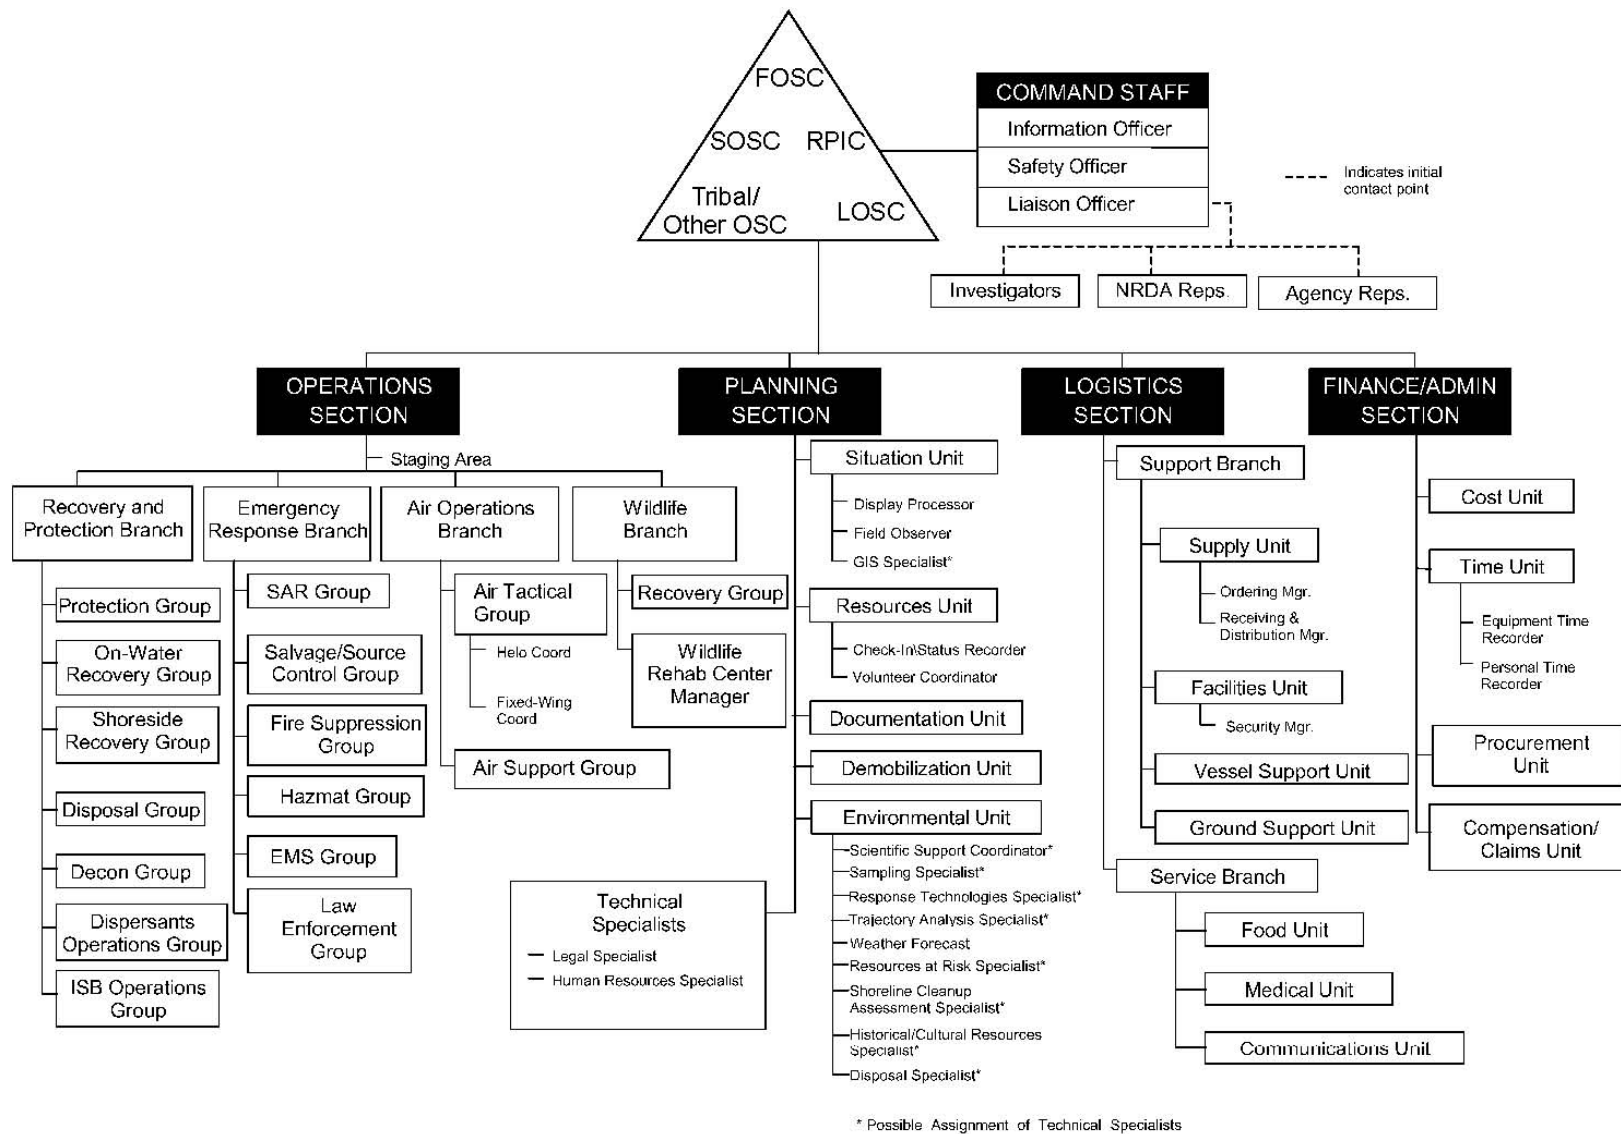 FOSC
SOSC
RPIC
Tribal/
Other OSC
LOSC
COMMAND STAFF
Information Officer
Safety Officer
Liaison Officer
Indicates initial
contact point
Investigators
NRDA Reps.
Agency Reps.
OPERATIONS
SECTION
Staging Area
Recovery and
Protection Branch
Protection Group
On-Water
Recovery Group
Shoreside
Recovery Group
Disposal Group
Decon Group
Dispersants
Operations Group
ISB Operations
Group
Emergency
Response Branch
SAR Group
Salvage/Source
Control Group
Fire Suppression
Group
Hazmat Group
EMS Group
Law
Enforcement
Group
Air Operations
Branch
Air Tactical
Group
Helo Coord
Fixed-Wing
Coord
Air Support Group
Wildlife
Branch
Recovery Group
Wildlife
Rehab Center
Manager
PLANNING
SECTION
Situation Unit
Display Processor
Field Observer
GIS Specialist*
Resources Unit
Check-In\Status Recorder
Volunteer Coordinator
Documentation Unit
Demobilization Unit
Environmental Unit
Scientific Support Coordinator*
Sampling Specialist*
Response Technologies Specialist*
Trajectory Analysis Specialist*
Weather Forecast
Resources at Risk Specialist*
Shoreline Cleanup
Assessment Specialist*
Historical/Cultural Resources
Specialist*
Disposal Specialist*
Technical
Specialists
Legal Specialist
Human Resources Specialist
LOGISTICS
SECTION
Support Branch
Supply Unit
Ordering Mgr.
Receiving &
Distribution Mgr.
Facilities Unit
Security Mgr.
Vessel Support Unit
Ground Support Unit
Service Branch
Food Unit
Medical Unit
Communications Unit
FINANCE/ADMIN
SECTION
Cost Unit
Time Unit
Equipment Time
Recorder
Personal Time
Recorder
Procurement
Unit
Compensation/
Claims Unit
* Possible Assignment of Technical Specialists